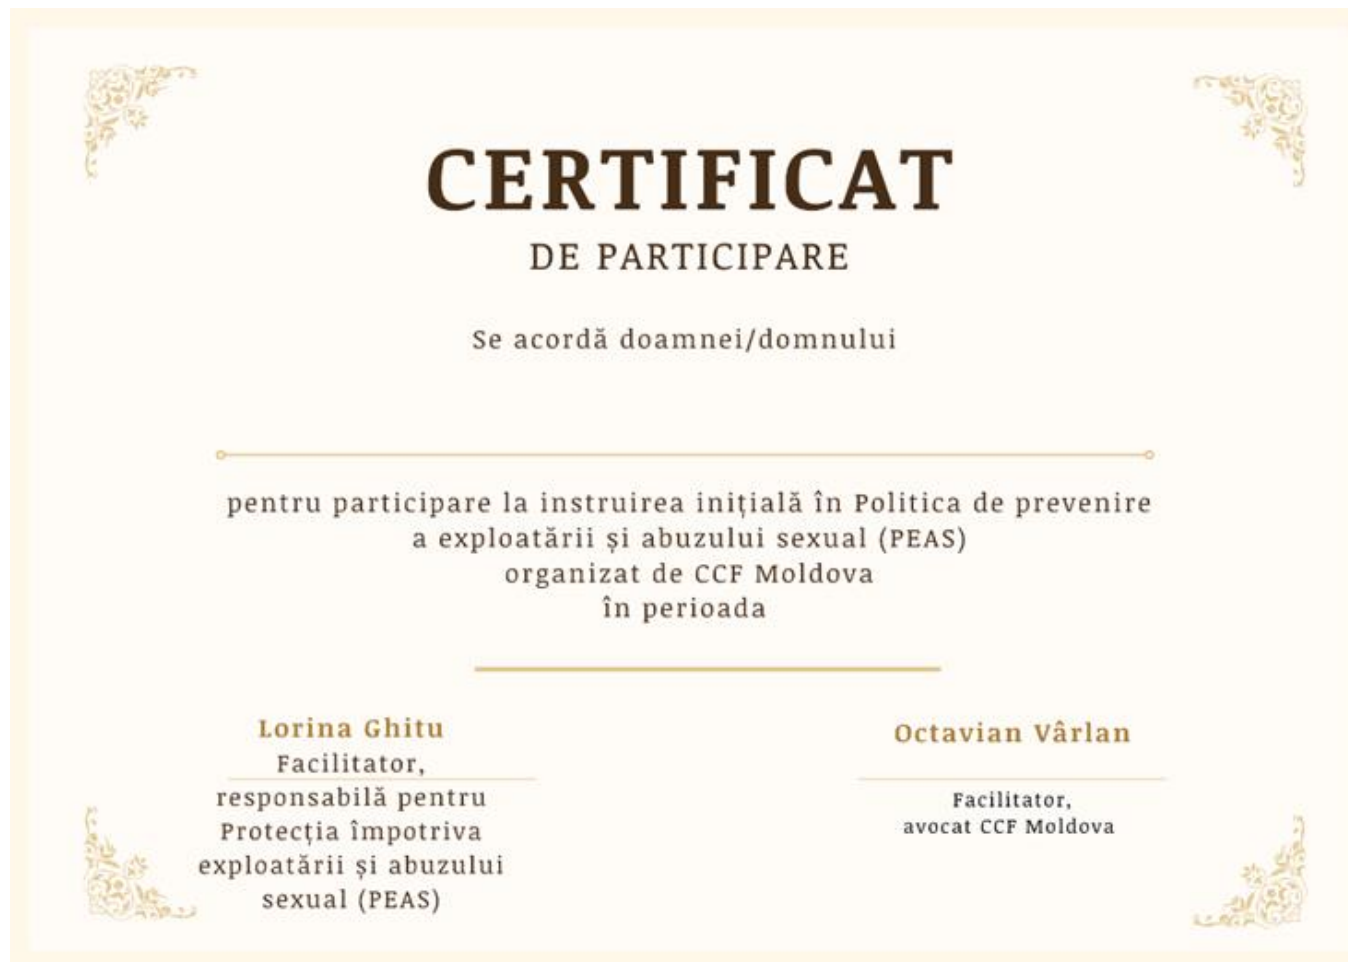 CERTIFICAT
DE PARTICIPARE
Se acordă doamnei/domnului
pentru participare la instruirea inițială în Politica de prevenire
a exploatării și abuzului sexual (PEAS)
organizat de CCF Moldova
în perioada
Lorina Ghitu
Facilitator,
responsabilă pentru
Protecția împotriva
exploatării și abuzului
sexual (PEAS)
Octavian Vârlan
Facilitator,
avocat CCF Moldova